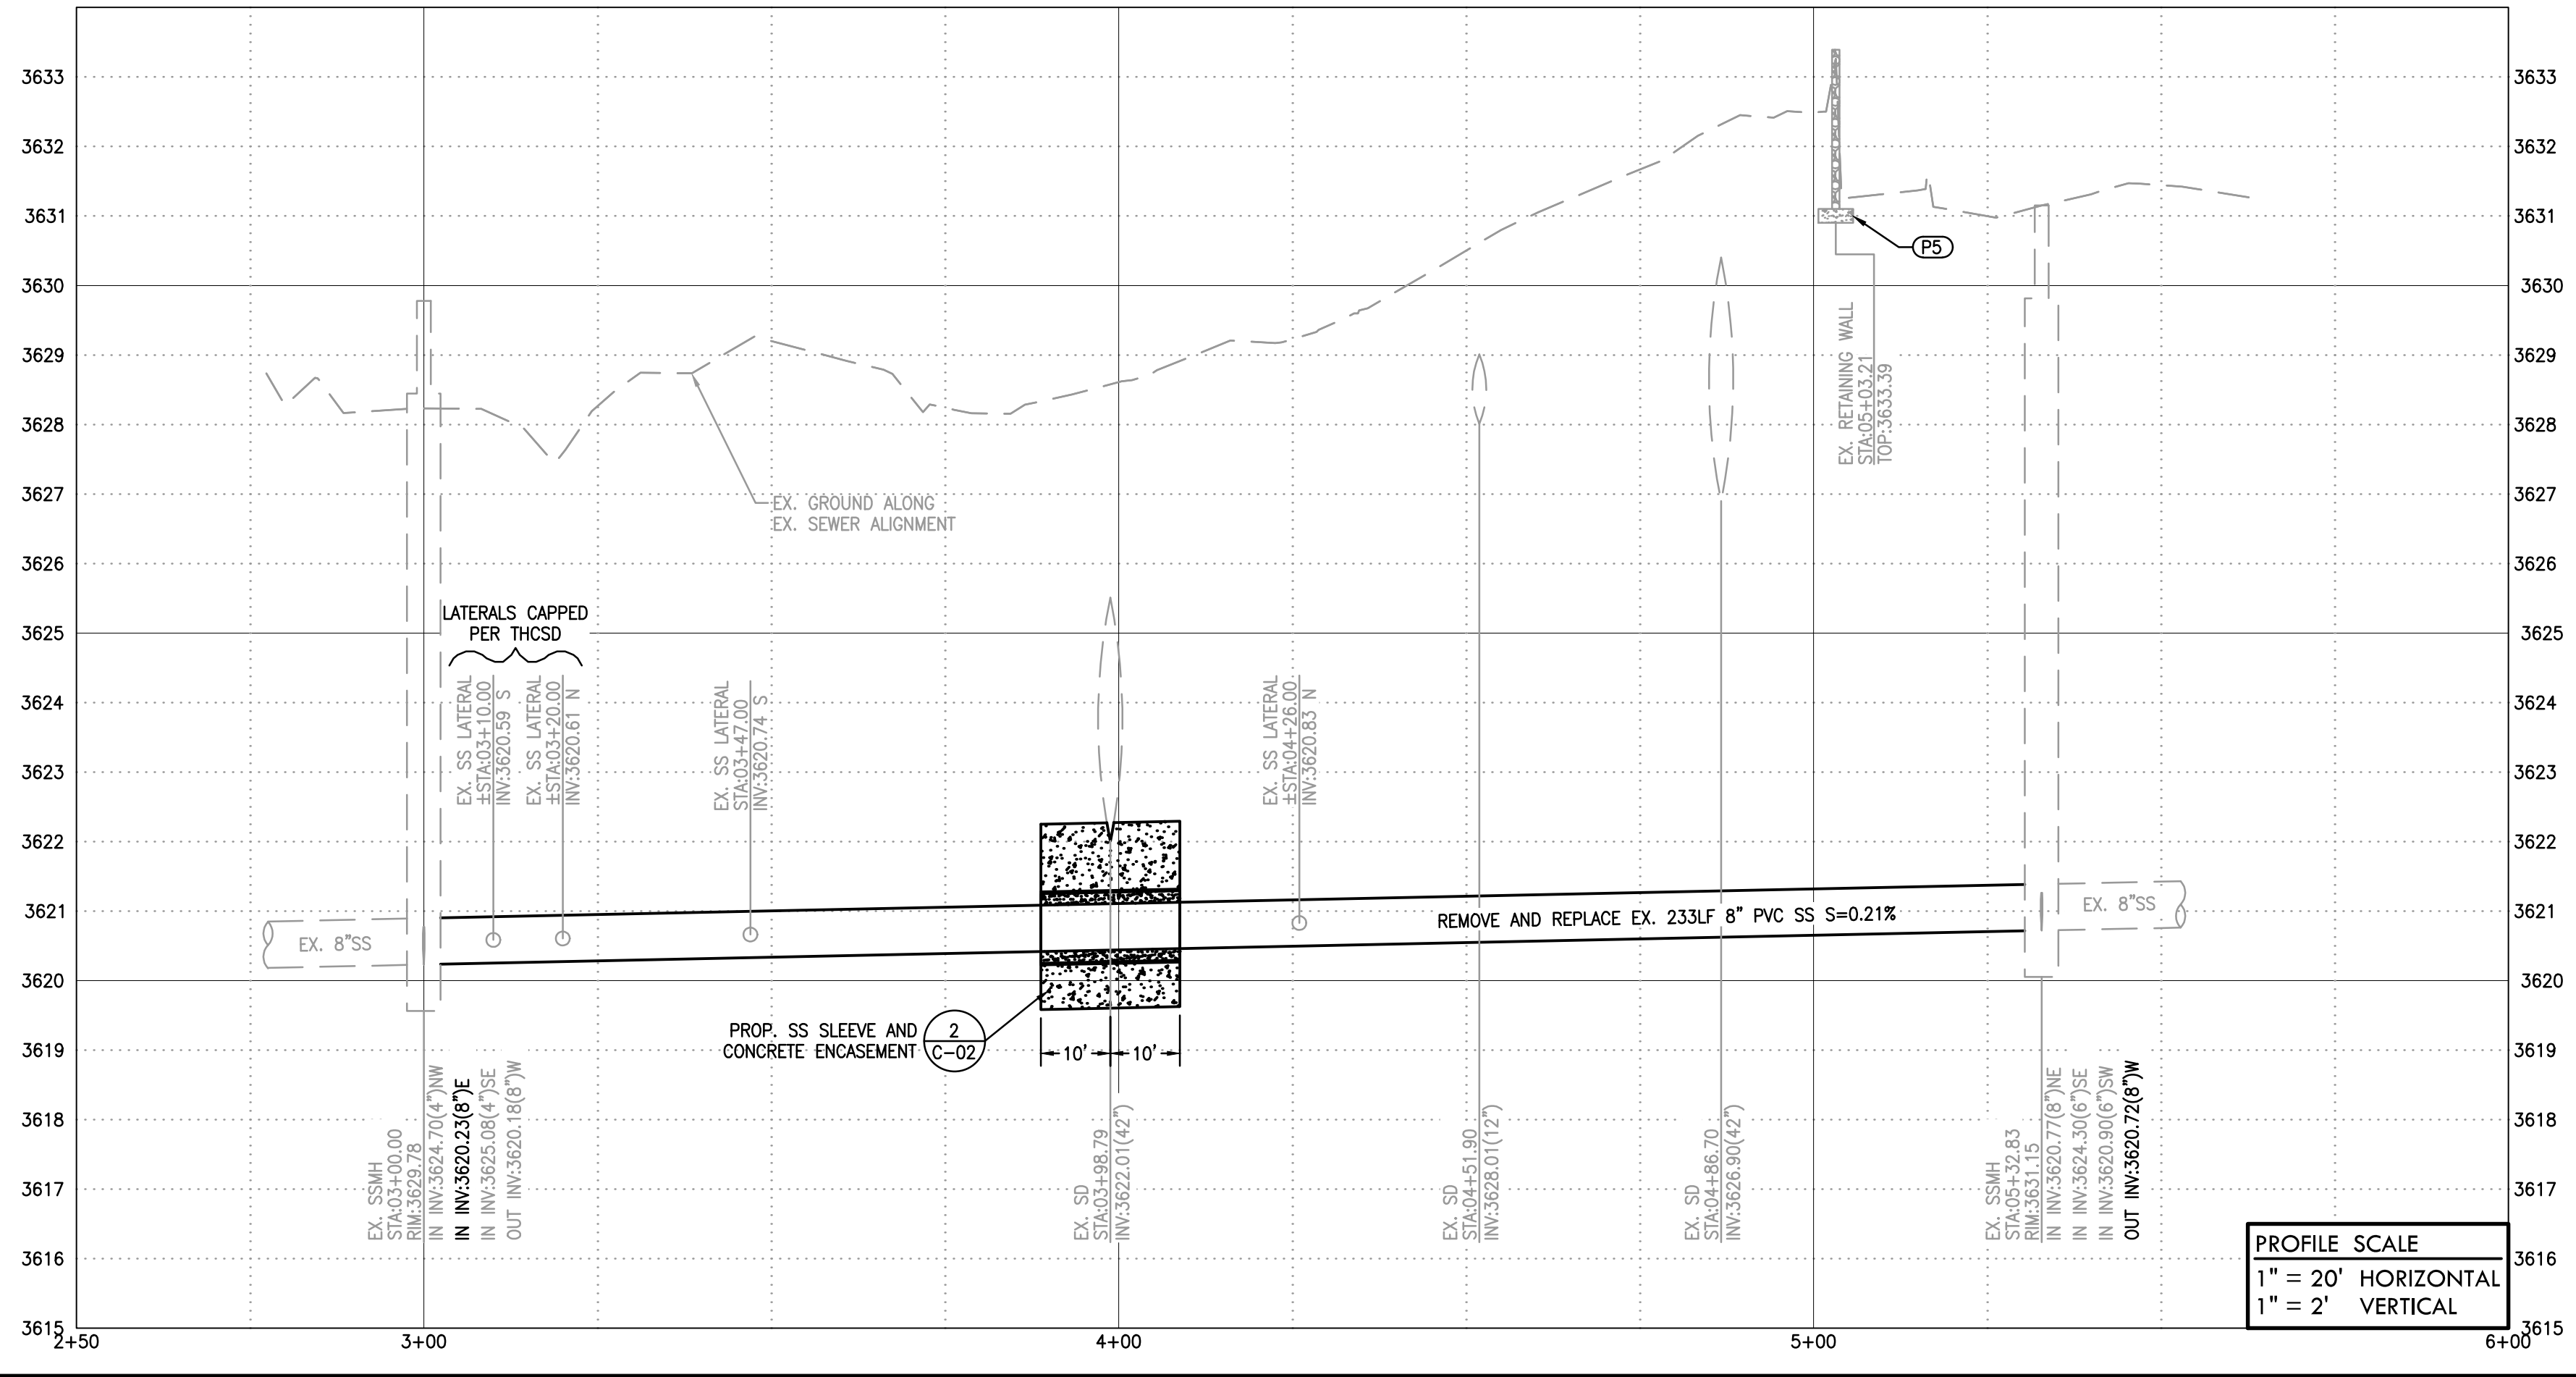 3633
3632
3631
3630
3629
3628
3627
3626
3625
3624
3623
3622
3621
3620
3619
3618
3617
3616
3615
3633
3632
3631
3630
3629
3628
3627
3626
3625
3624
3623
3622
3621
3620
3619
3618
3617
3616
3615
2+50
3+00
4+00
5+00
6+00
P5
EX. RETAINING WALL
STA:05+03.21
TOP:3633.39
EX. GROUND ALONG
EX. SEWER ALIGNMENT
LATERALS CAPPED
PER THCSD
EX. SS LATERAL
±STA:03+10.00
INV:3620.59 S
EX. SS LATERAL
±STA:03+20.00
INV:3620.61 N
EX. SS LATERAL
STA:03+47.00
INV:3620.74 S
EX. SS LATERAL
±STA:04+26.00
INV:3620.83 N
EX. 8"SS
REMOVE AND REPLACE EX. 233LF 8" PVC SS S=0.21%
EX. 8"SS
PROP. SS SLEEVE AND
CONCRETE ENCASEMENT
2
C-02
10'
10'
EX. SSMH
STA:03+00.00
RIM:3629.78
IN INV:3624.70(4")NW
IN INV:3620.23(8")E
IN INV:3625.08(4")SE
OUT INV:3620.18(8")W
EX. SD
STA:03+98.79
INV:3622.01(42")
EX. SD
STA:04+51.90
INV:3628.01(12")
EX. SD
STA:04+86.70
INV:3626.90(42")
EX. SSMH
STA:05+32.83
RIM:3631.15
IN INV:3620.77(8")NE
IN INV:3624.30(6")SE
IN INV:3620.90(6")SW
OUT INV:3620.72(8")W
PROFILE SCALE
1" = 20' HORIZONTAL
1" = 2' VERTICAL